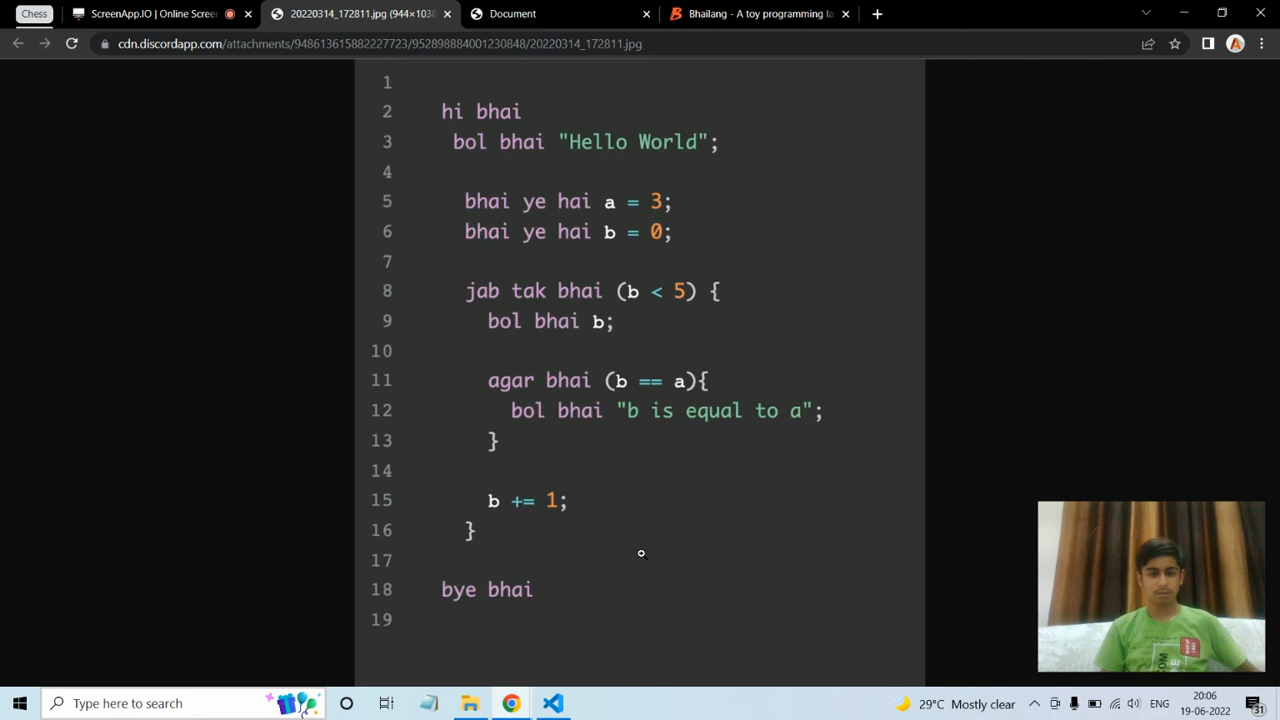 Chess
ScreenApp.IO | Online Screen
20220314_172811.jpg (944×1038
Document
Bhailang - A toy programming la
cdn.discordapp.com/attachments/948613615882227723/952898884001230848/20220314_172811.jpg
1
2 hi bhai
3 bol bhai "Hello World";
4
5 bhai ye hai a = 3;
6 bhai ye hai b = 0;
7
8 jab tak bhai (b < 5) {
9 bol bhai b;
10
11 agar bhai (b == a){
12 bol bhai "b is equal to a";
13 }
14
15 b += 1;
16 }
17
18 bye bhai
19
Type here to search
29°C Mostly clear
ENG
20:06
19-06-2022
31